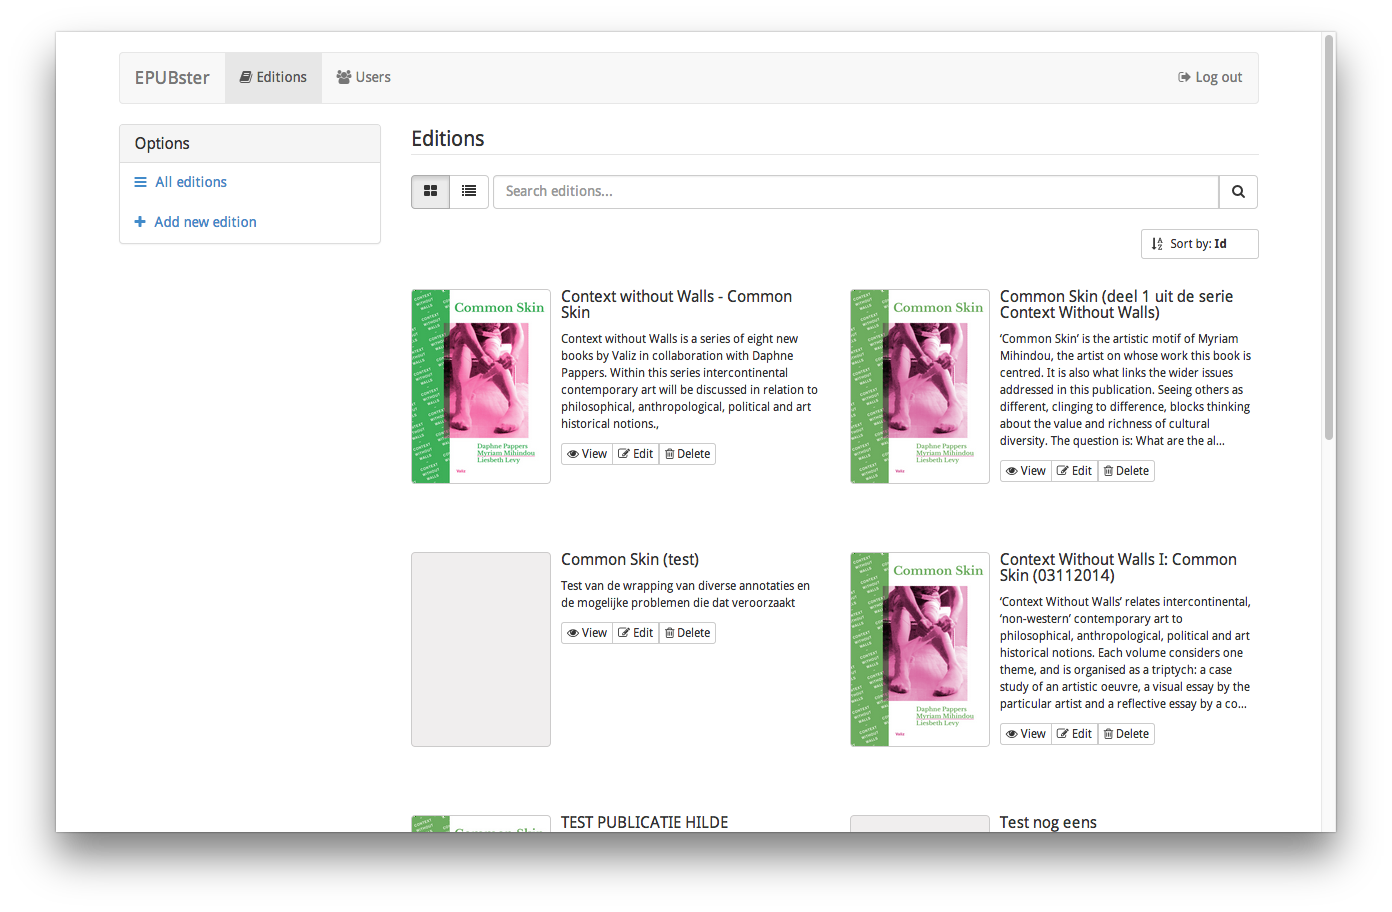 EPUBster
Editions
Users
Log out
Options
All editions
Add new edition
Editions
Search editions...
Sort by: Id
Common Skin
Daphne Pappers
Myriam Mihindou
Liesbeth Levy
Valiz
Context without Walls - Common
Skin
Context without Walls is a series of eight new
books by Valiz in collaboration with Daphne
Pappers. Within this series intercontinental
contemporary art will be discussed in relation to
philosophical, anthropological, political and art
historical notions.,
View
Edit
Delete
Common Skin
Daphne Pappers
Myriam Mihindou
Liesbeth Levy
Valiz
Common Skin (deel 1 uit de serie
Context Without Walls)
‘Common Skin’ is the artistic motif of Myriam
Mihindou, the artist on whose work this book is
centred. It is also what links the wider issues
addressed in this publication. Seeing others as
different, clinging to difference, blocks thinking
about the value and richness of cultural
diversity. The question is: What are the al...
View
Edit
Delete
Common Skin (test)
Test van de wrapping van diverse annotaties en
de mogelijke problemen die dat veroorzaakt
View
Edit
Delete
Common Skin
Daphne Pappers
Myriam Mihindou
Liesbeth Levy
Valiz
Context Without Walls I: Common
Skin (03112014)
‘Context Without Walls’ relates intercontinental,
‘non-western’ contemporary art to
philosophical, anthropological, political and art
historical notions. Each volume considers one
theme, and is organised as a triptych: a case
study of an artistic oeuvre, a visual essay by the
particular artist and a reflective essay by a co...
View
Edit
Delete
TEST PUBLICATIE HILDE
Test nog eens